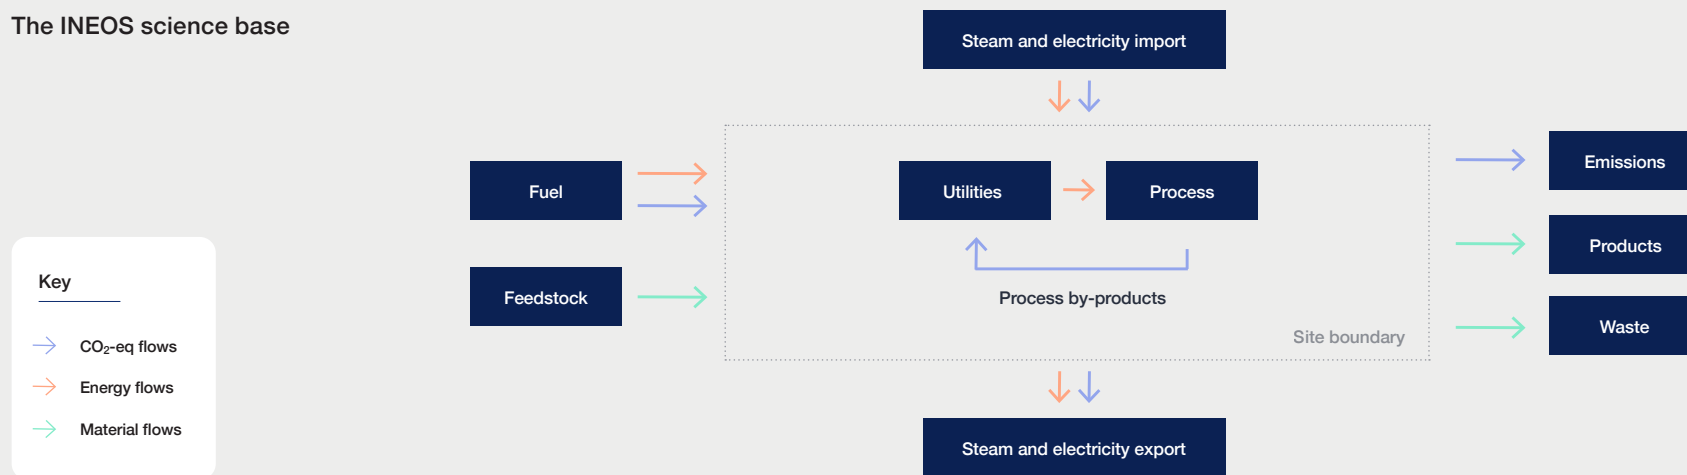 The INEOS science base
Steam and electricity import
Fuel
Utilities
Process
Emissions
Products
Feedstock
Process by-products
Site boundary
Waste
Key
CO₂-eq flows
Energy flows
Material flows
Steam and electricity export